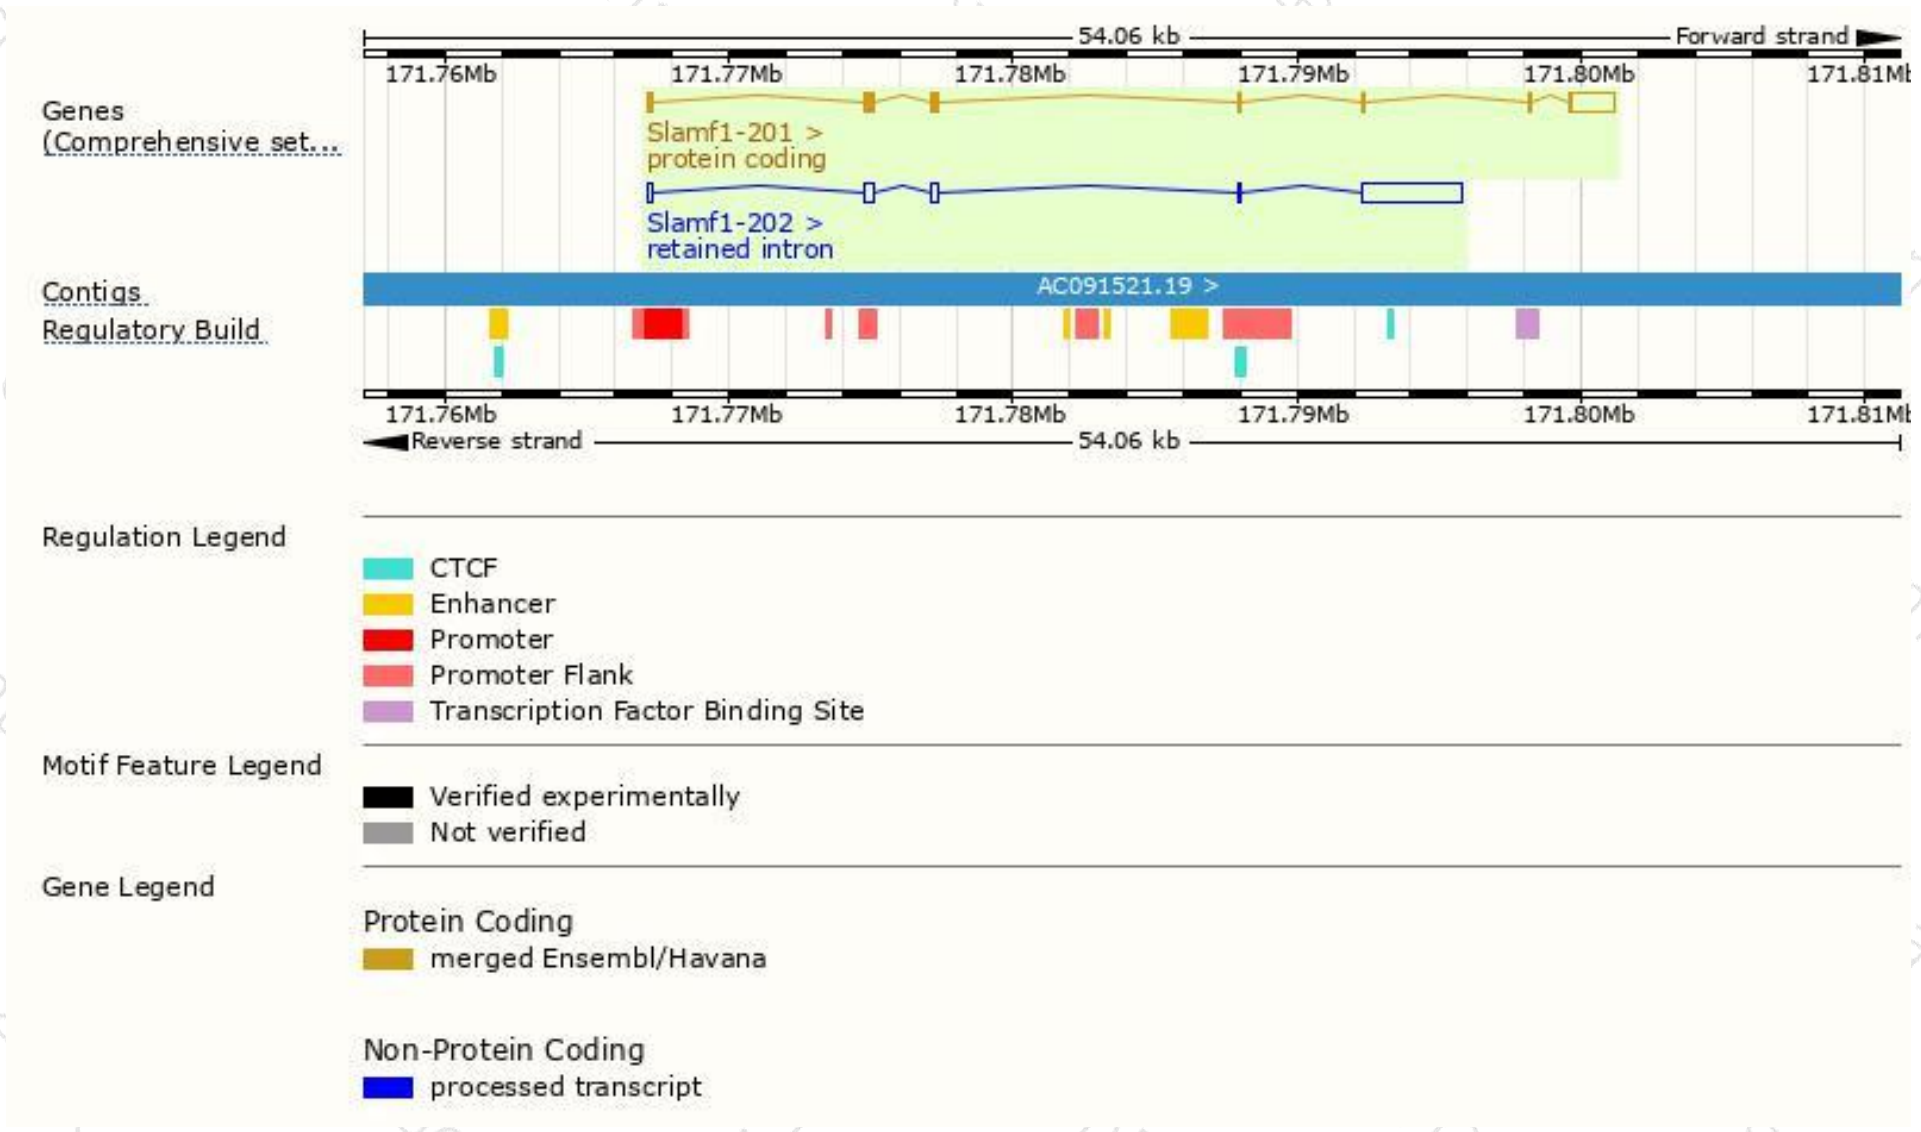 54.06 kb
Forward strand
171.76Mb 171.77Mb 171.78Mb 171.79Mb 171.80Mb 171.81Mb
Genes
(Comprehensive set...
Slamf1-201 >
protein coding
Slamf1-202 >
retained intron
Contigs
AC091521.19 >
Regulatory Build
171.76Mb 171.77Mb 171.78Mb 171.79Mb 171.80Mb 171.81Mb
Reverse strand
54.06 kb
Regulation Legend
CTCF
Enhancer
Promoter
Promoter Flank
Transcription Factor Binding Site
Motif Feature Legend
Verified experimentally
Not verified
Gene Legend
Protein Coding
merged Ensembl/Havana
Non-Protein Coding
processed transcript